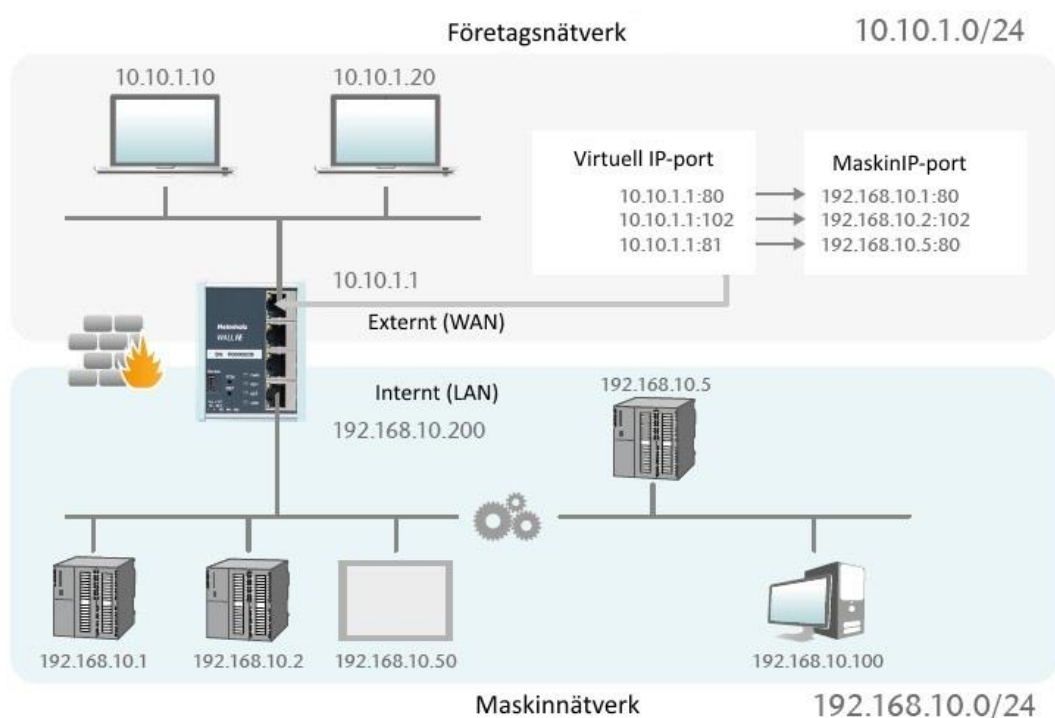 Företagsnätverk
10.10.1.0/24
10.10.1.10
10.10.1.20
Virtuell IP-port
MaskinIP-port
10.10.1.1:80
192.168.10.1:80
10.10.1.1:102
192.168.10.2:102
10.10.1.1:81
192.168.10.5:80
10.10.1.1
Externt (WAN)
Helmholz
WALL IE
Internt (LAN)
192.168.10.200
192.168.10.5
192.168.10.1
192.168.10.2
192.168.10.50
192.168.10.100
Maskinnätverk
192.168.10.0/24